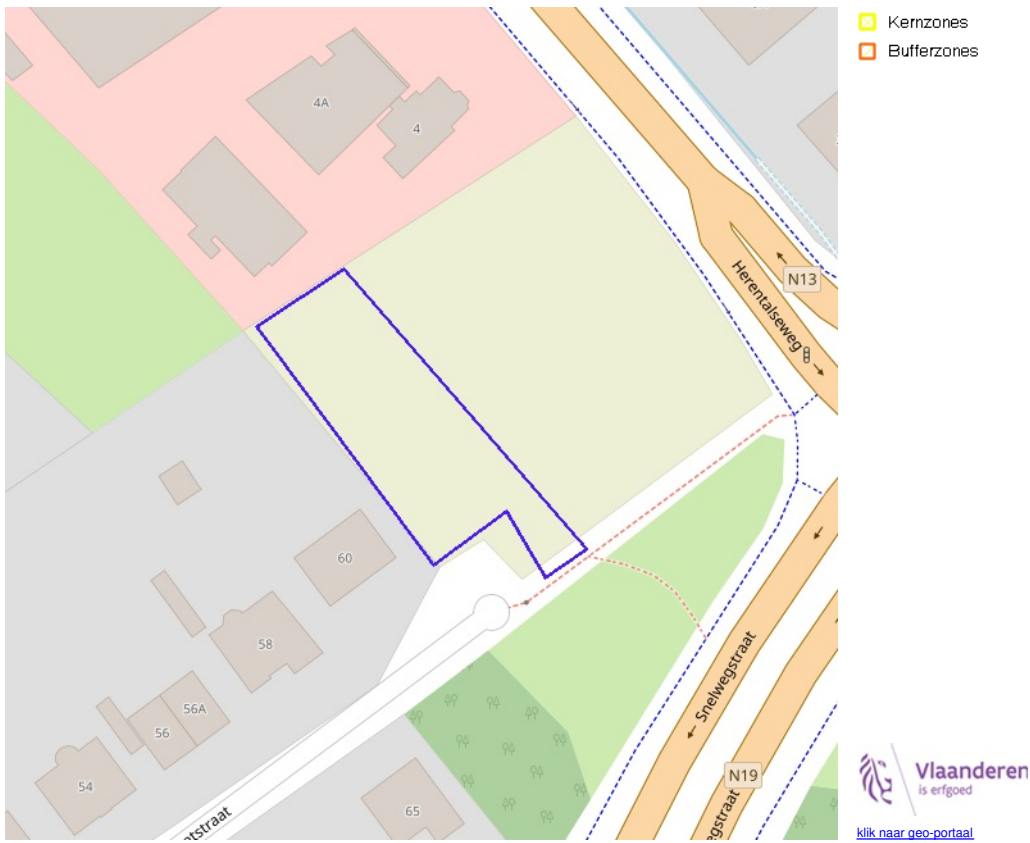 Kernzones
Bufferzones
4A
4
N13
Herentalseweg
60
58
56A
56
54
65
Snelwegstraat
N19
Vlaanderen
is erfgoed
klik naar geo-portaal